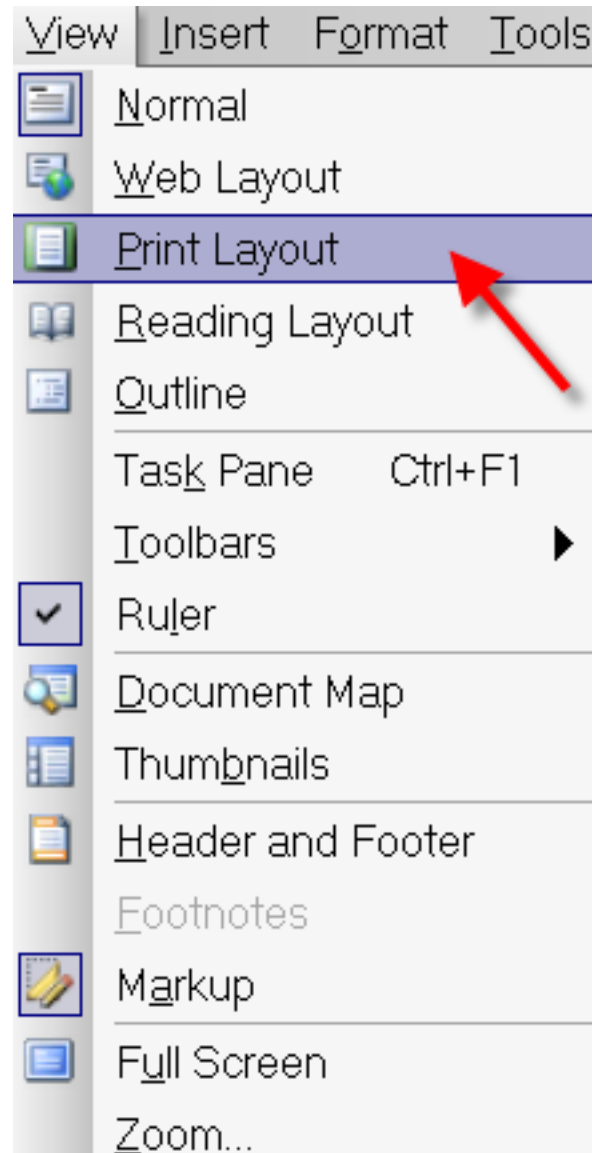 View Insert Format Tools
Normal
Web Layout
Print Layout
Reading Layout
Outline
Task Pane Ctrl+F1
Toolbars
Ruler
Document Map
Thumbnails
Header and Footer
Footnotes
Markup
Full Screen
Zoom...